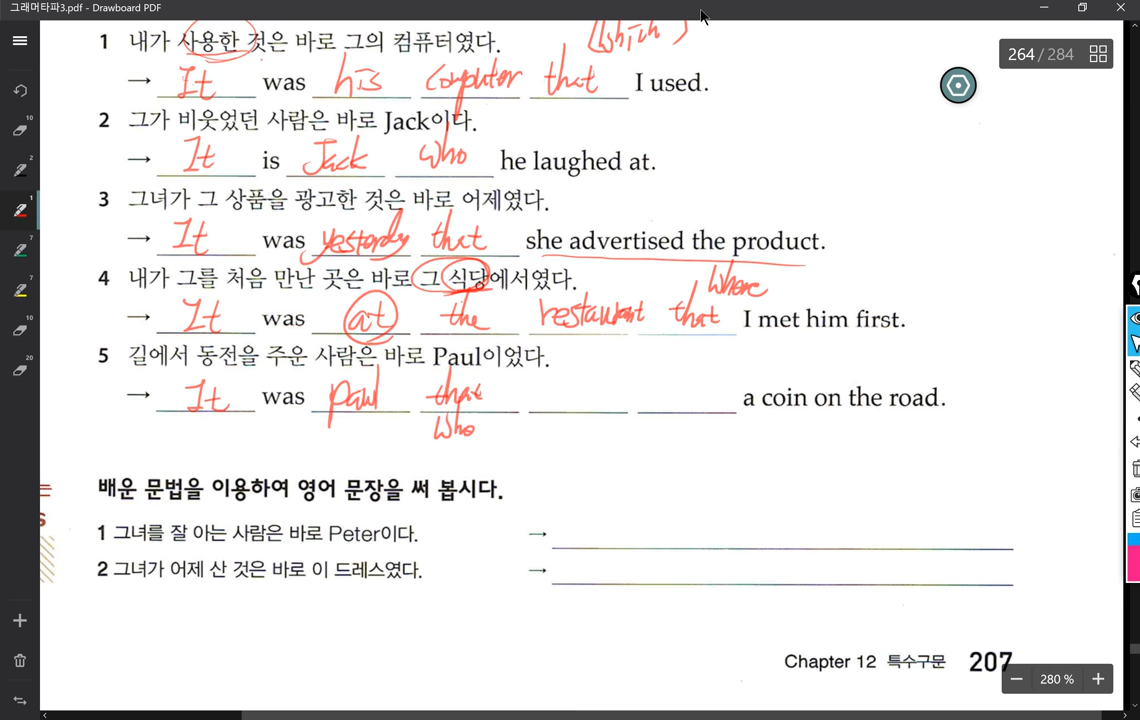 그래머타파3.pdf - Drawboard PDF
264 / 284
(which)
1 내가 사용한 것은 바로 그의 컴퓨터였다.
→ It was his computer that I used.
2 그가 비웃었던 사람은 바로 Jack이다.
→ It is Jack who he laughed at.
3 그녀가 그 상품을 광고한 것은 바로 어제였다.
→ It was yesterday that she advertised the product.
4 내가 그를 처음 만난 곳은 바로 그 식당에서였다.
where
→ It was at the restaurant that I met him first.
5 길에서 동전을 주운 사람은 바로 Paul이었다.
→ It was paul that a coin on the road.
who
배운 문법을 이용하여 영어 문장을 써 봅시다.
s
1 그녀를 잘 아는 사람은 바로 Peter이다. →
2 그녀가 어제 산 것은 바로 이 드레스였다. →
Chapter 12 특수구문 207
280 %
10
2
1
7
7
10
20